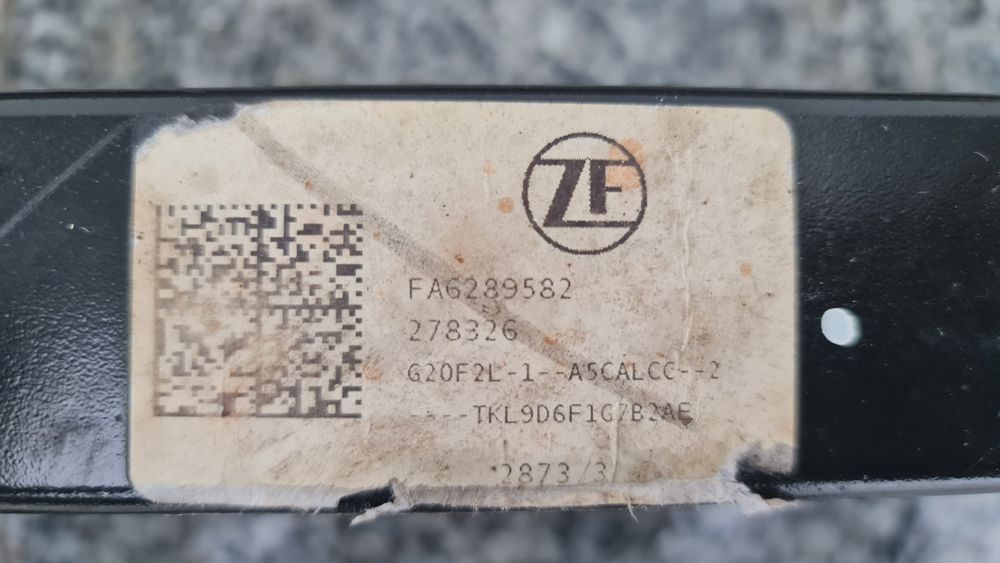 ZF
FA6289582
278326
G20F2L-1--A5CALCC--2
----TKL9D6F1G7B2AE
2873/3